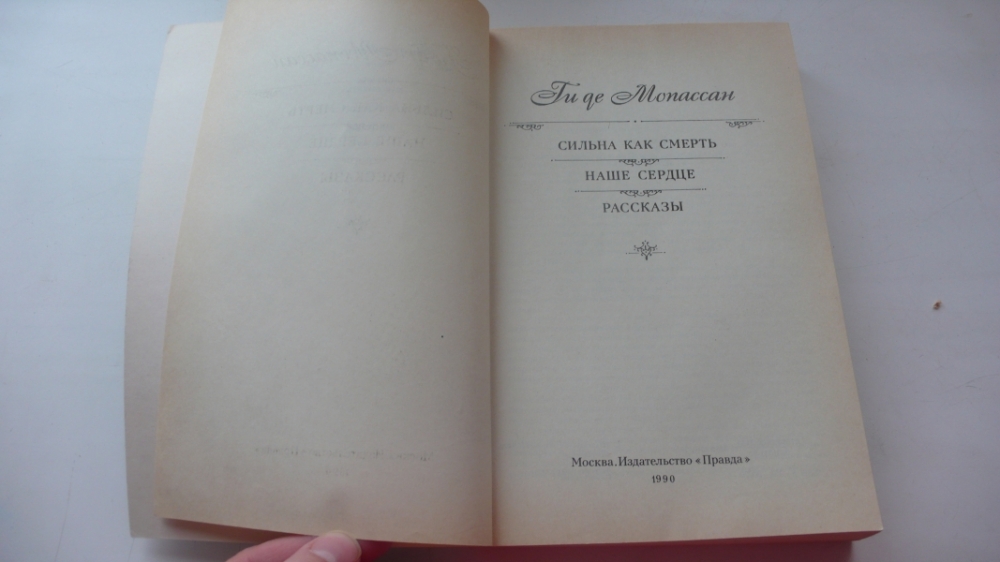 Ги де Мопассан
СИЛЬНА КАК СМЕРТЬ
НАШЕ СЕРДЦЕ
РАССКАЗЫ
Москва. Издательство «Правда»
1990